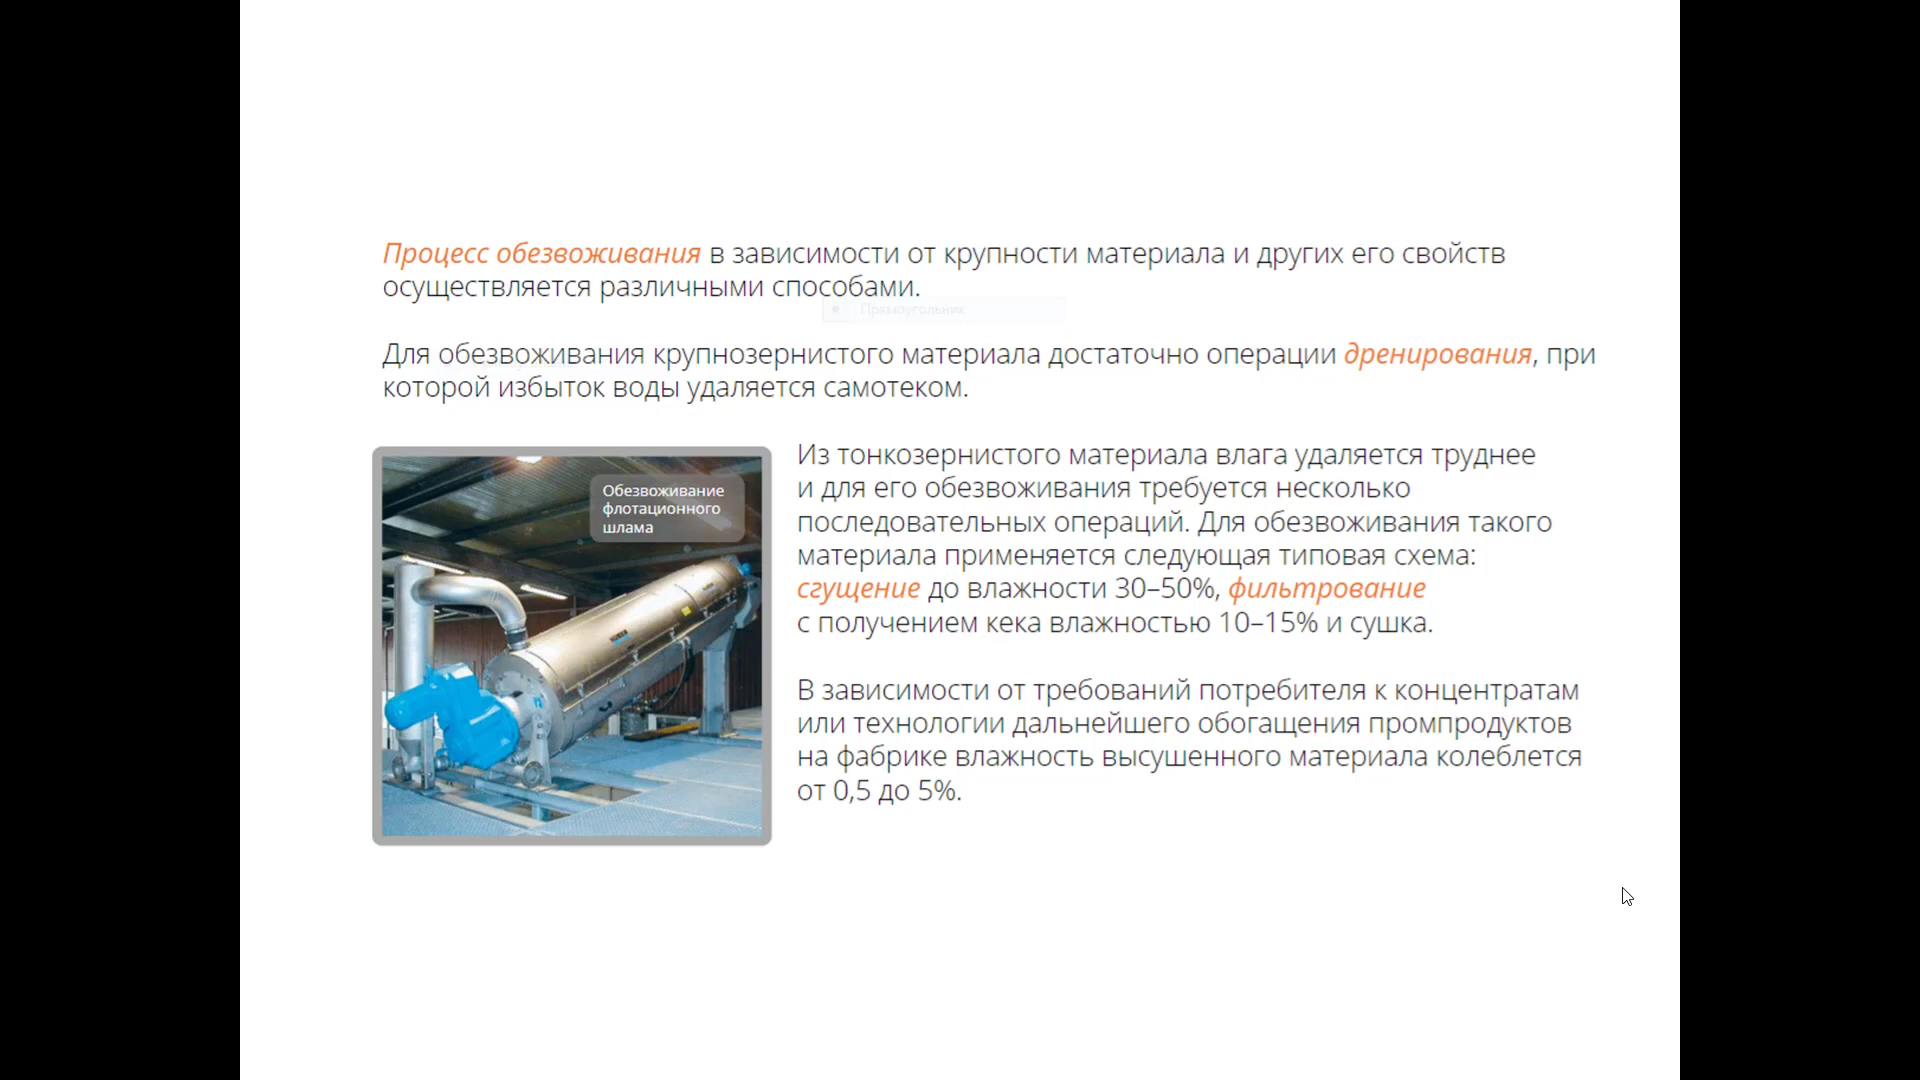 Процесс обезвоживания в зависимости от крупности материала и других его свойств
осуществляется различными способами.
Прямоугольник
Для обезвоживания крупнозернистого материала достаточно операции дренирования, при
которой избыток воды удаляется самотеком.
Обезвоживание
флотационного
шлама
Из тонкозернистого материала влага удаляется труднее
и для его обезвоживания требуется несколько
последовательных операций. Для обезвоживания такого
материала применяется следующая типовая схема:
сгущение до влажности 30–50%, фильтрование
с получением кека влажностью 10–15% и сушка.
В зависимости от требований потребителя к концентратам
или технологии дальнейшего обогащения промпродуктов
на фабрике влажность высушенного материала колеблется
от 0,5 до 5%.